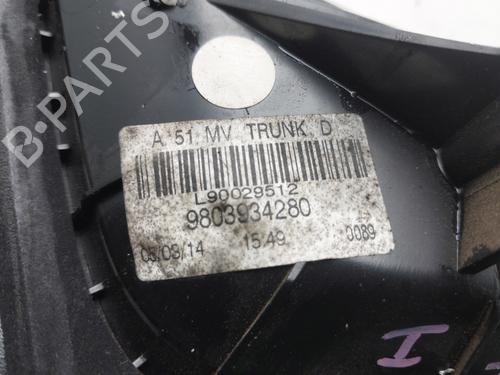 B-PARTS
A 51 MV TRUNK D
L90029512
9803934280
03/03/14 15:49 0089
I